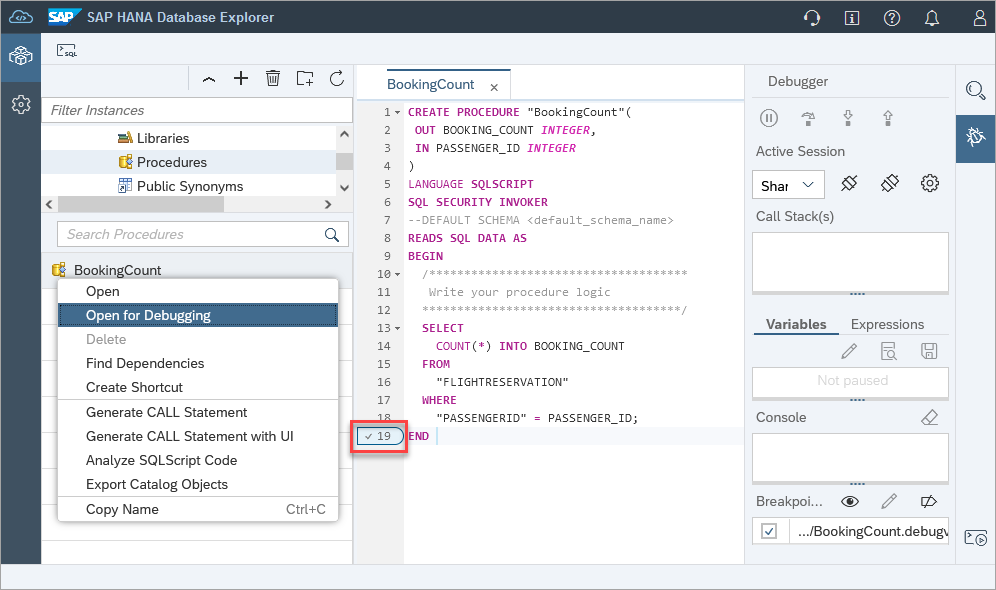 SAP SAP HANA Database Explorer
SQL
Filter Instances
Libraries
Procedures
Public Synonyms
Search Procedures
BookingCount
Open
Open for Debugging
Delete
Find Dependencies
Create Shortcut
Generate CALL Statement
Generate CALL Statement with UI
Analyze SQLScript Code
Export Catalog Objects
Copy Name Ctrl+C
BookingCount ×
1 CREATE PROCEDURE "BookingCount"(
2 OUT BOOKING_COUNT INTEGER,
3 IN PASSENGER_ID INTEGER
4 )
5 LANGUAGE SQLSCRIPT
6 SQL SECURITY INVOKER
7 --DEFAULT SCHEMA <default_schema_name>
8 READS SQL DATA AS
9 BEGIN
10 /*************************************
11 Write your procedure logic
12 *************************************/
13 SELECT
14 COUNT(*) INTO BOOKING_COUNT
15 FROM
16 "FLIGHTRESERVATION"
17 WHERE
18 "PASSENGERID" = PASSENGER_ID;
19 END
Debugger
Active Session
Shar
Call Stack(s)
Variables Expressions
Not paused
Console
Breakpoi...
.../BookingCount.debugv